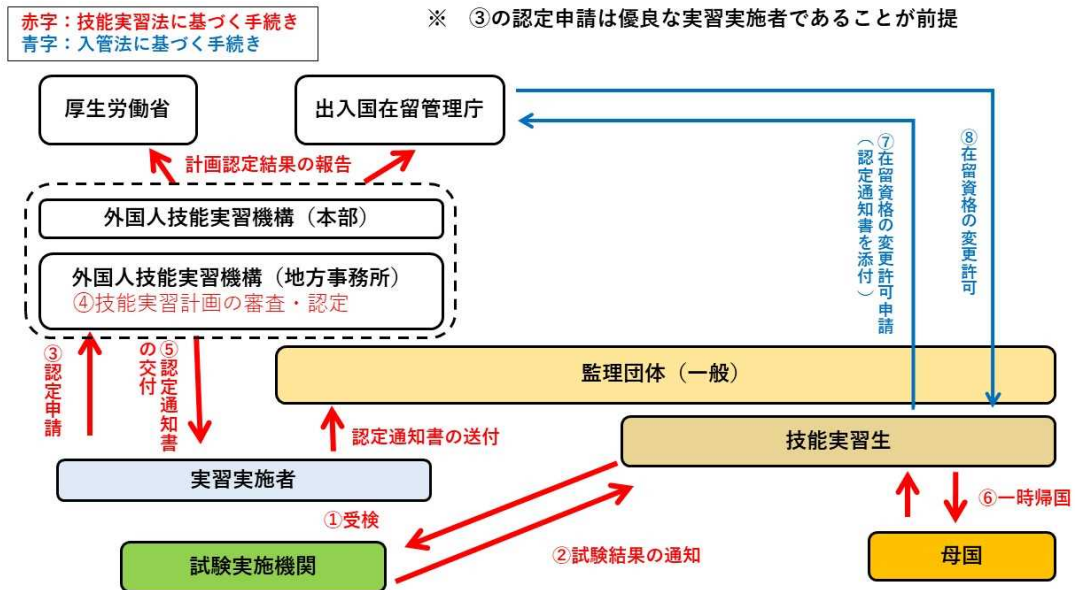 赤字：技能実習法に基づく手続き
青字：入管法に基づく手続き
※　③の認定申請は優良な実習実施者であることが前提
厚生労働省
出入国在留管理庁
計画認定結果の報告
外国人技能実習機構（本部）
外国人技能実習機構（地方事務所）
④技能実習計画の審査・認定
⑦在留資格の変更許可申請
（認定通知書を添付）
⑧在留資格の変更許可
③認定申請
⑤認定通知書
の交付
監理団体（一般）
認定通知書の送付
技能実習生
実習実施者
①受検
②試験結果の通知
⑥一時帰国
試験実施機関
母国